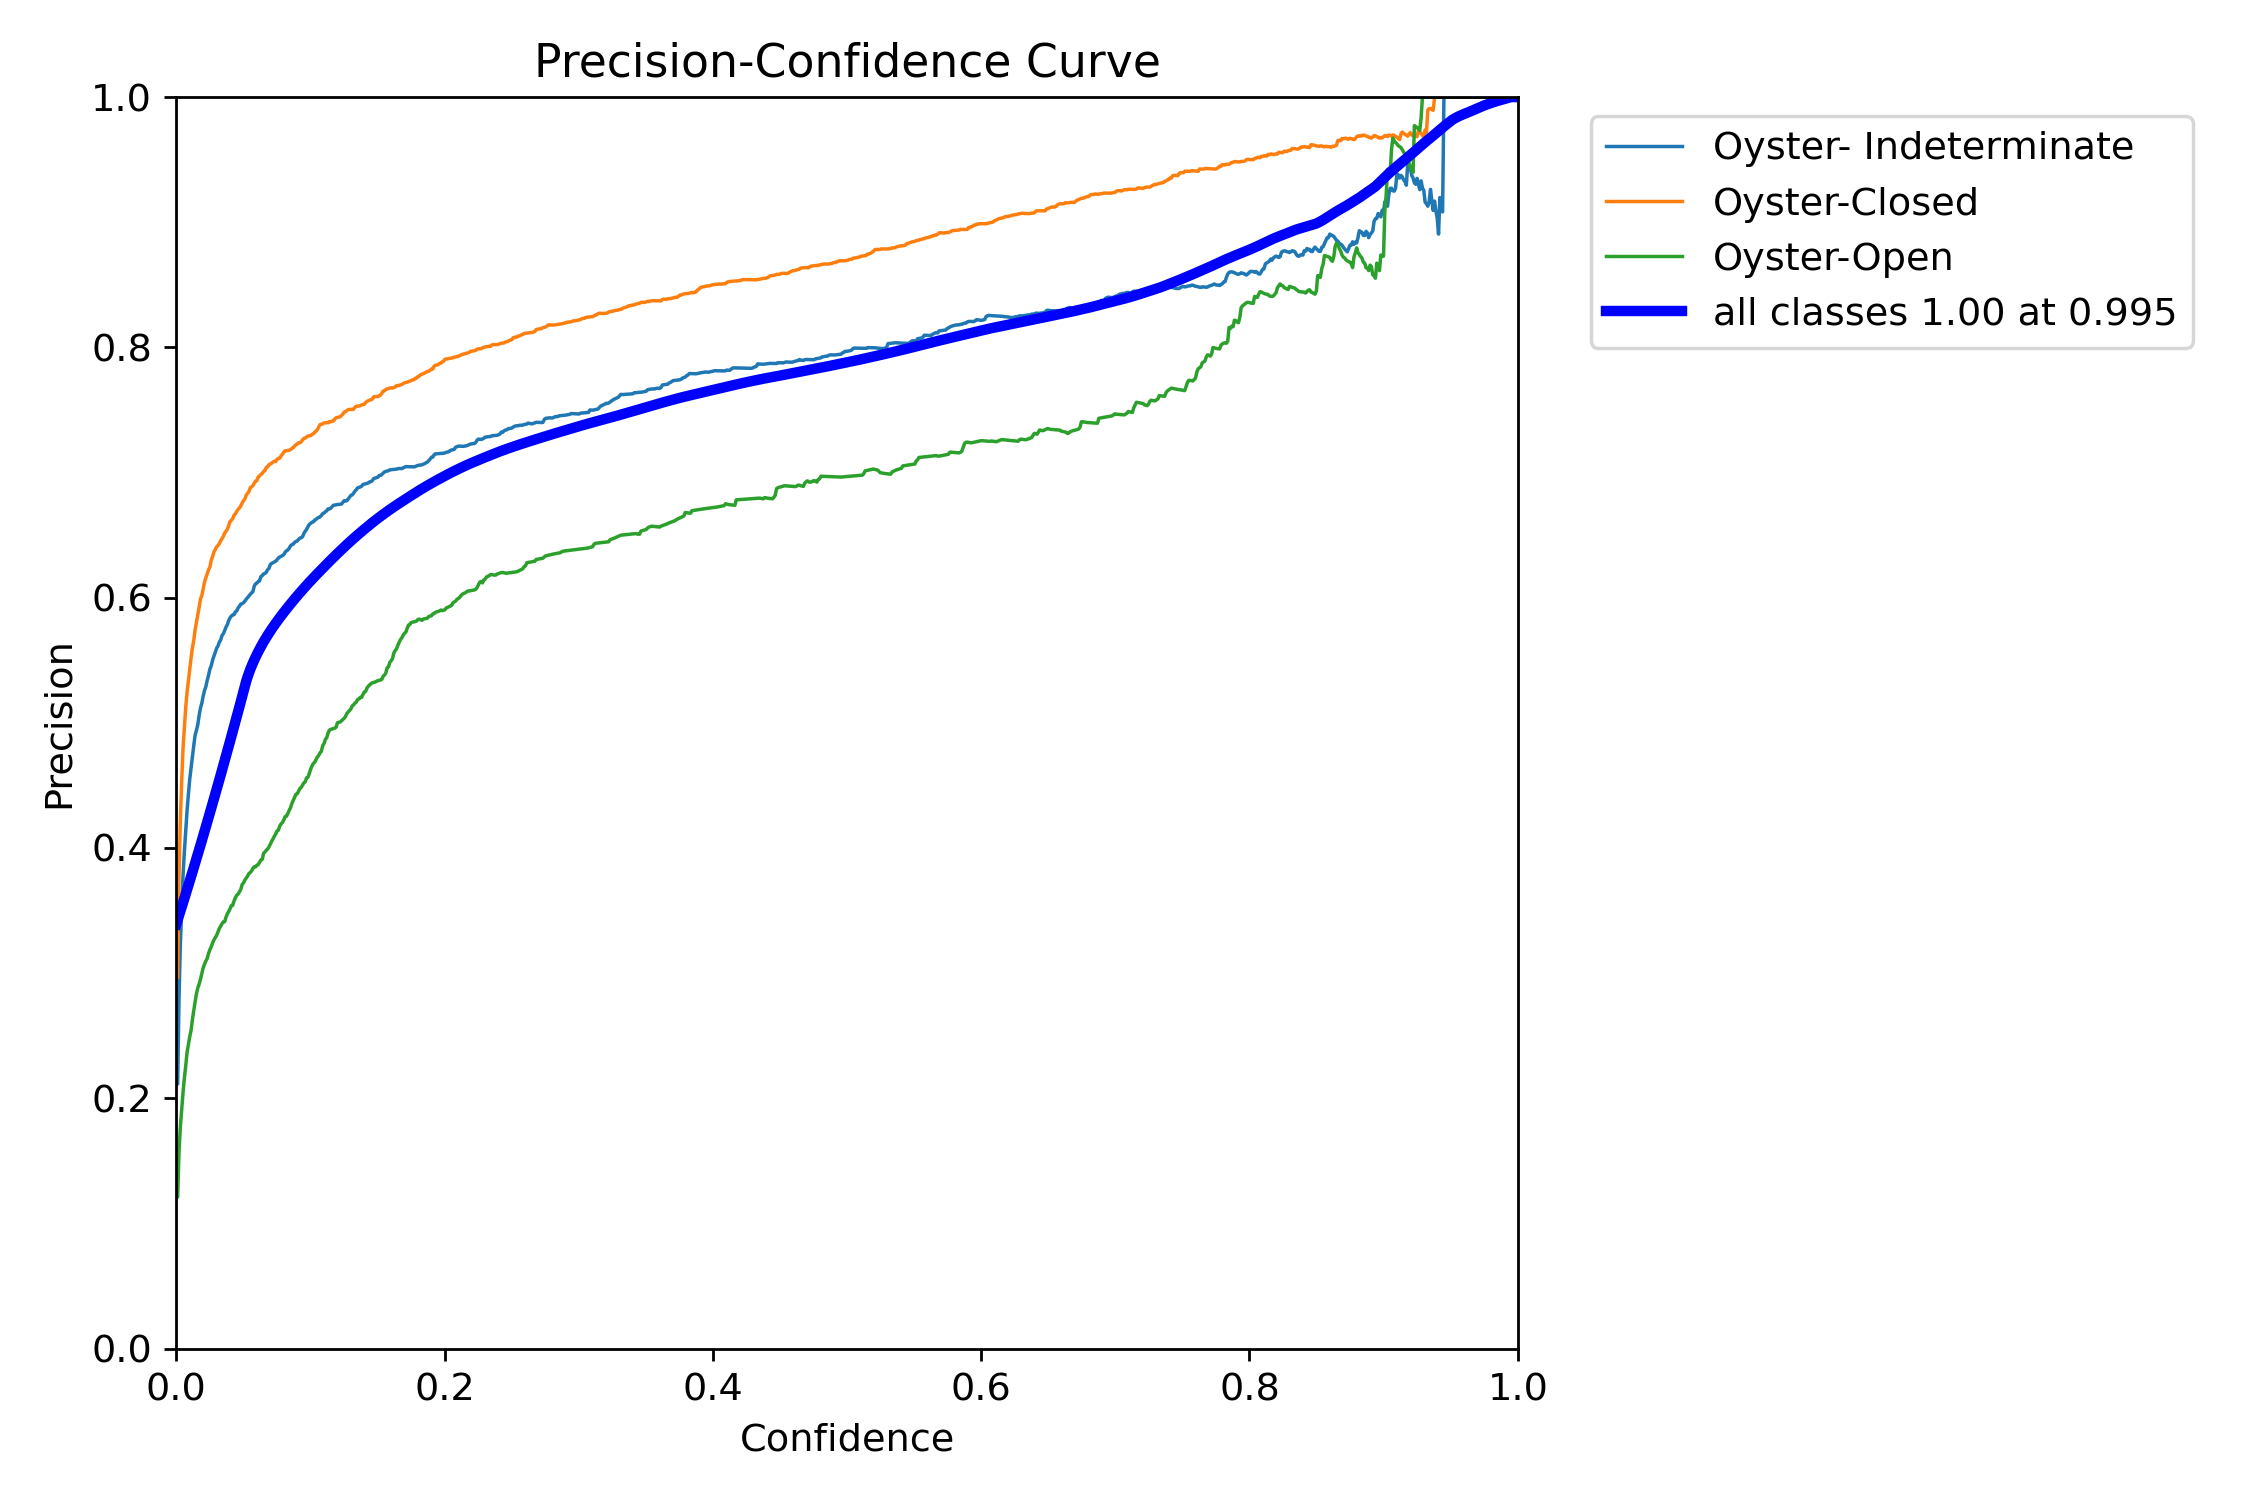 Precision-Confidence Curve
1.0
0.8
0.6
0.4
0.2
0.0
Precision
0.0 0.2 0.4 0.6 0.8 1.0
Confidence
Oyster- Indeterminate
Oyster-Closed
Oyster-Open
all classes 1.00 at 0.995